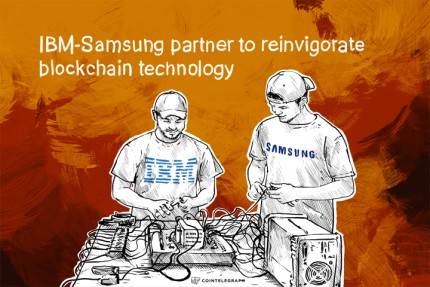 IBM-Samsung partner to reinvigorate
blockchain technology
IBM
SAMSUNG
COINTELEGRAPH